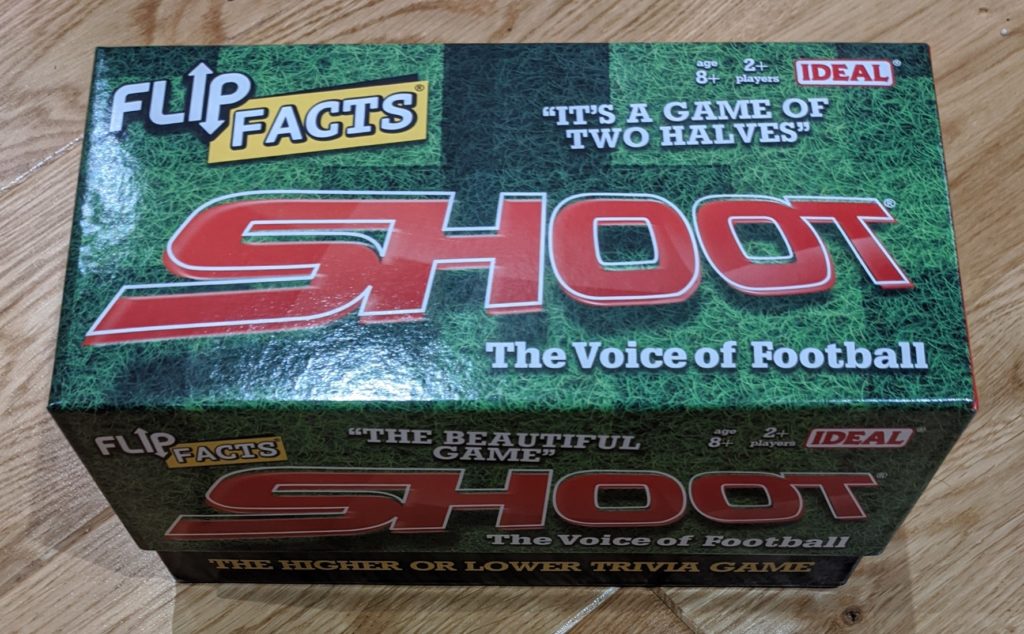 FLIP FACTS®
age 8+
2+ players
IDEAL®
“IT’S A GAME OF
TWO HALVES”
SHOOT®
The Voice of Football
FLIP FACTS
“THE BEAUTIFUL
GAME”
age 8+
2+ players
IDEAL®
SHOOT®
The Voice of Football
THE HIGHER OR LOWER TRIVIA GAME